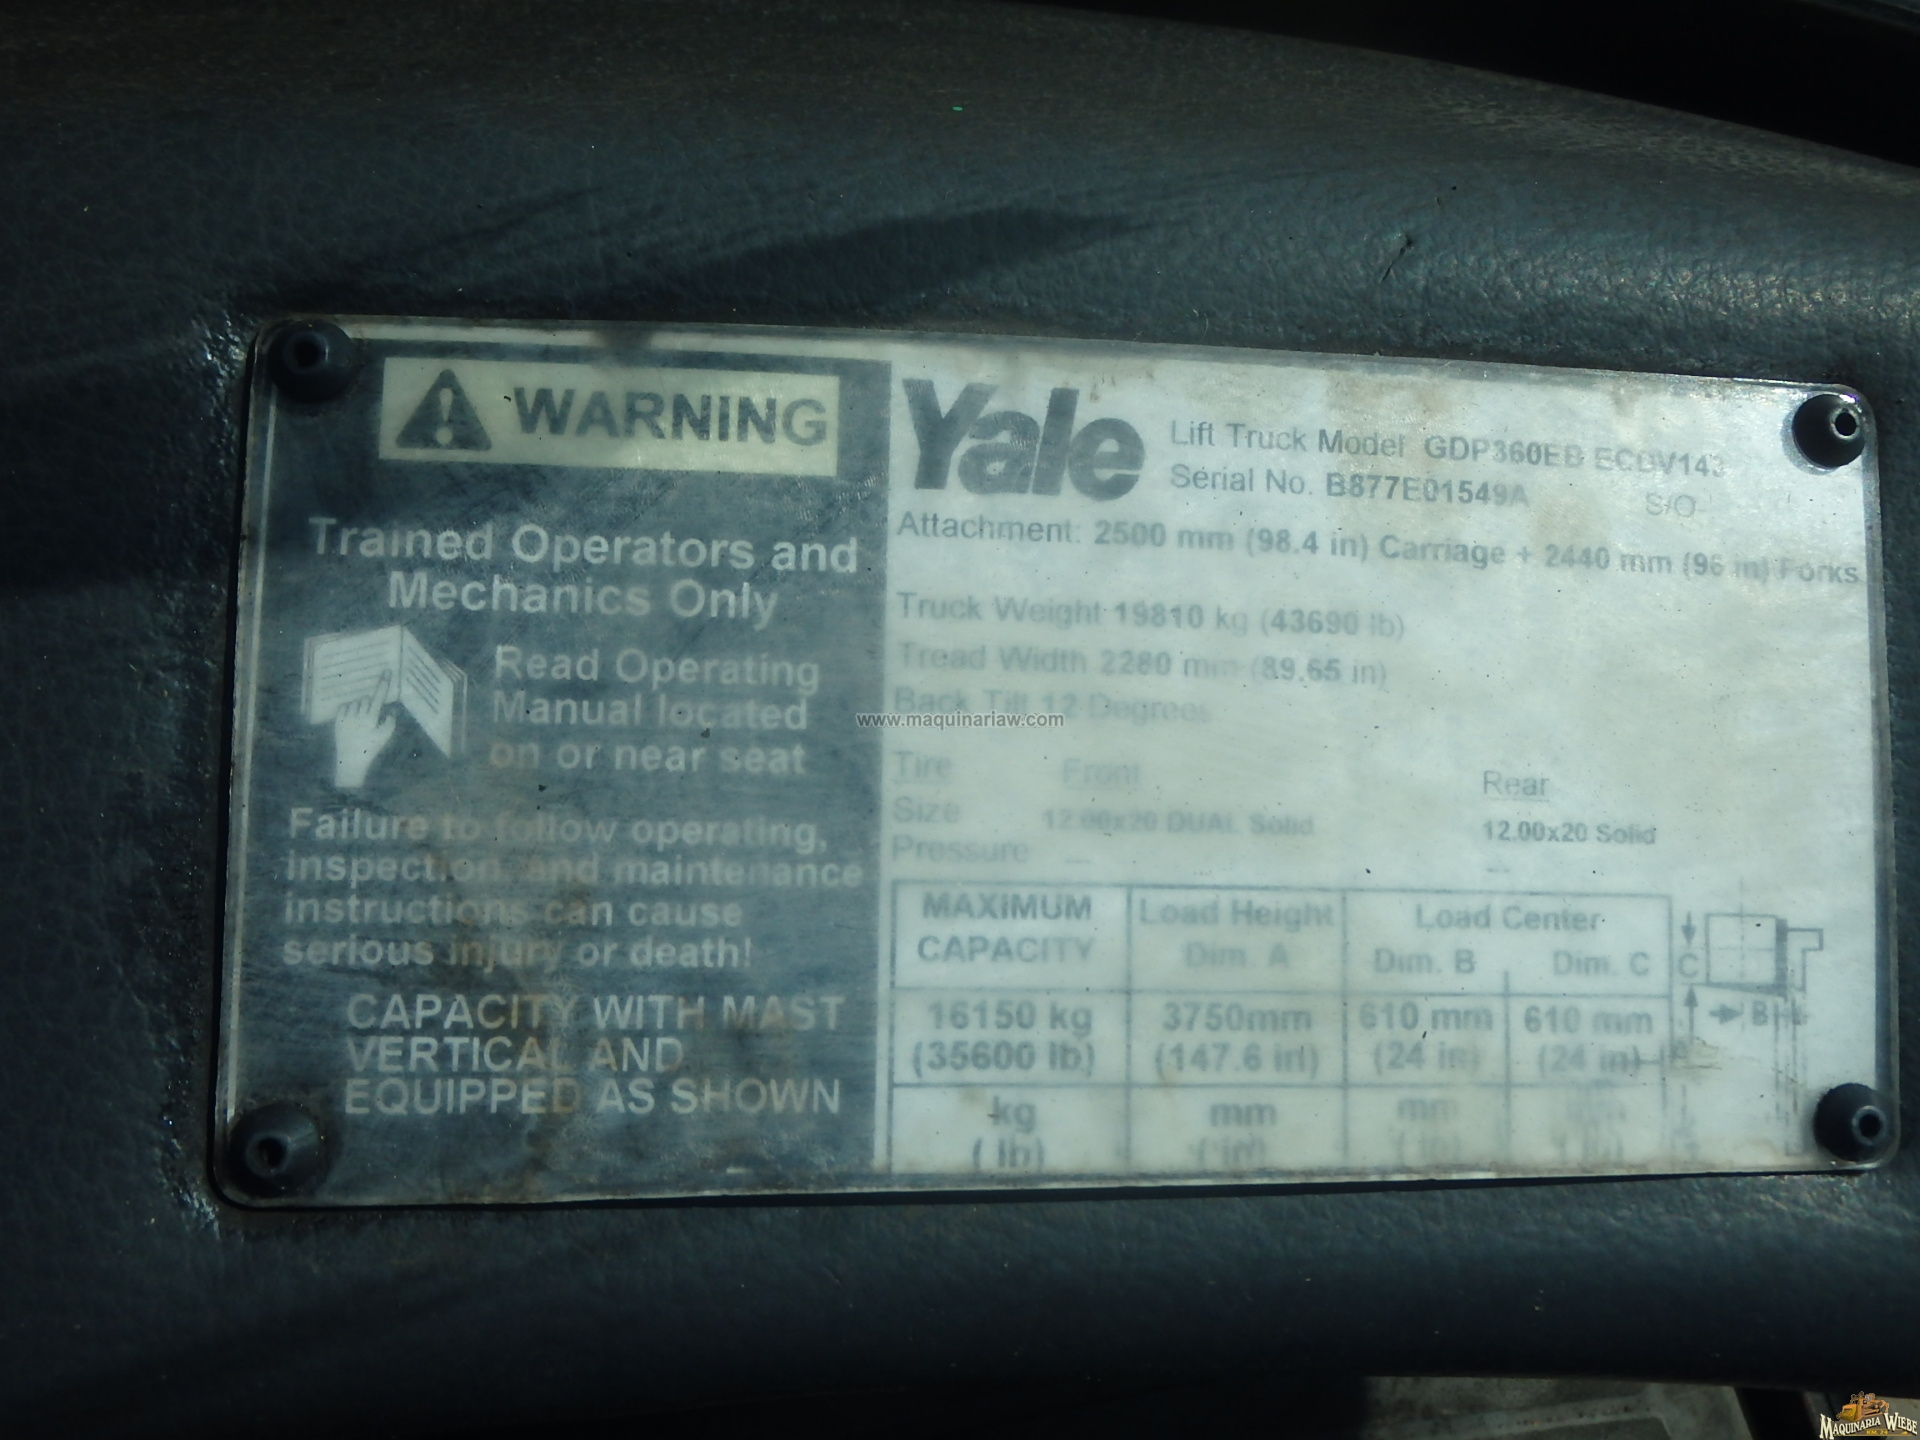 WARNING
Trained Operators and
Mechanics Only
Read Operating
Manual located
on or near seat
Failure to follow operating,
inspection and maintenance
instructions can cause
serious injury or death!
CAPACITY WITH MAST
VERTICAL AND
EQUIPPED AS SHOWN
Yale
Lift Truck Model GDP360EB ECDV143
Serial No. B877E01549A S/O
Attachment: 2500 mm (98.4 in) Carriage + 2440 mm (96 in) Forks
Truck Weight 19810 kg (43690 lb)
Tread Width 2280 mm (89.65 in)
Back Tilt 12 Degrees
www.maquinariaw.com
Tire Front Rear
Size 12.00x20 DUAL Solid 12.00x20 Solid
Pressure — —
MAXIMUM Load Height Load Center
CAPACITY Dim. A Dim. B Dim. C
16150 kg 3750mm 610 mm 610 mm
(35600 lb) (147.6 in) (24 in) (24 in)
kg mm mm
( lb) ( in)
C
B
A
MAQUINARIA WIEBE
KM. 24